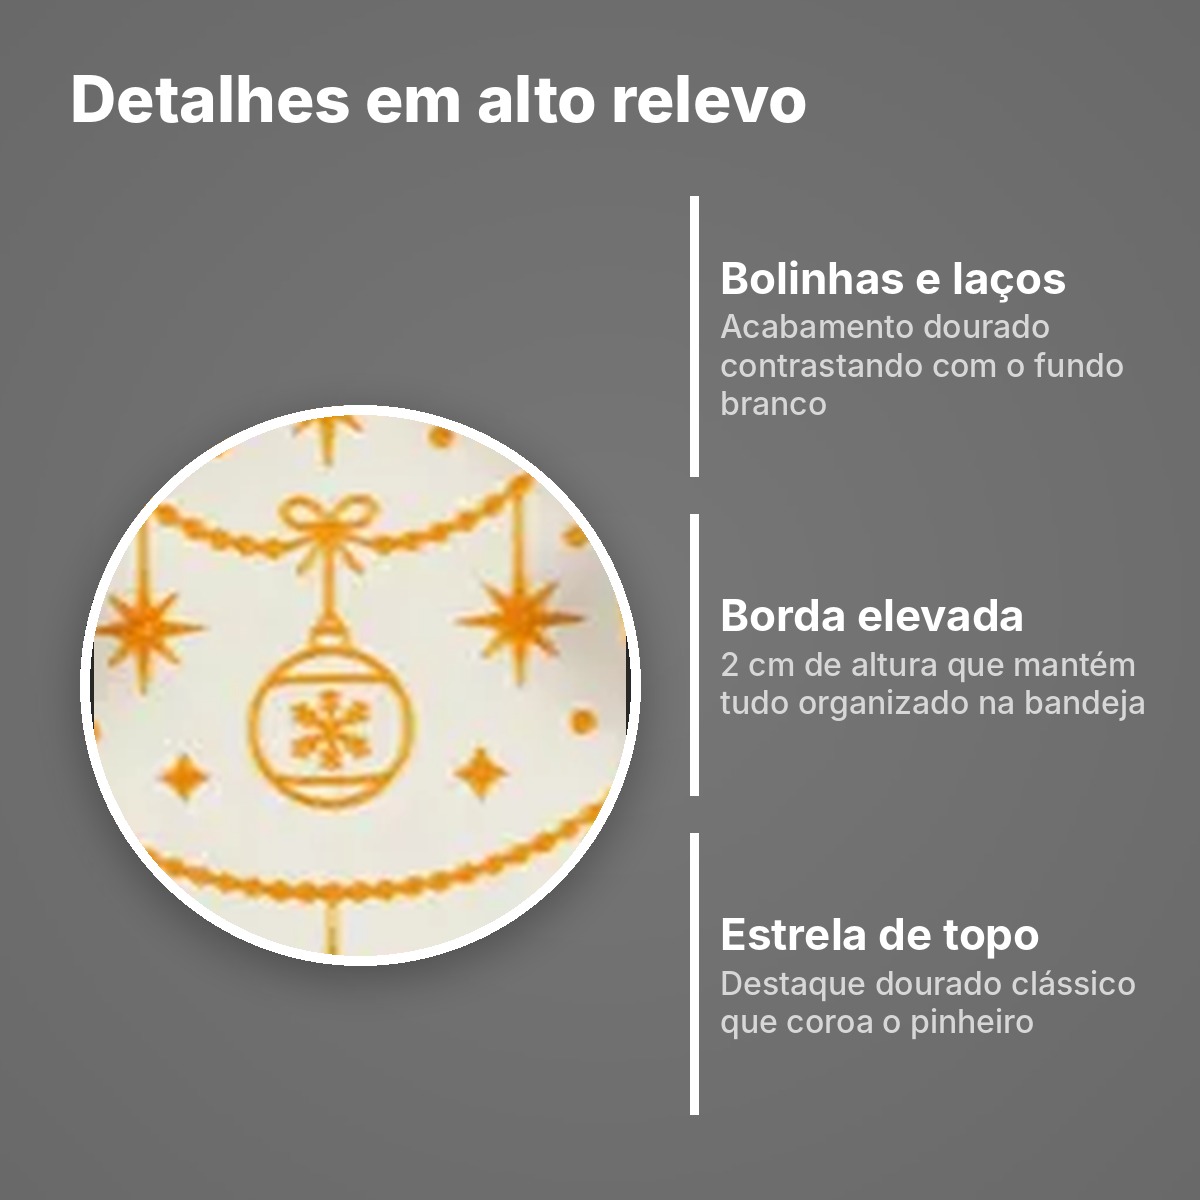 Detalhes em alto relevo
Bolinhas e laços
Acabamento dourado
contrastando com o fundo
branco
Borda elevada
2 cm de altura que mantém
tudo organizado na bandeja
Estrela de topo
Destaque dourado clássico
que coroa o pinheiro